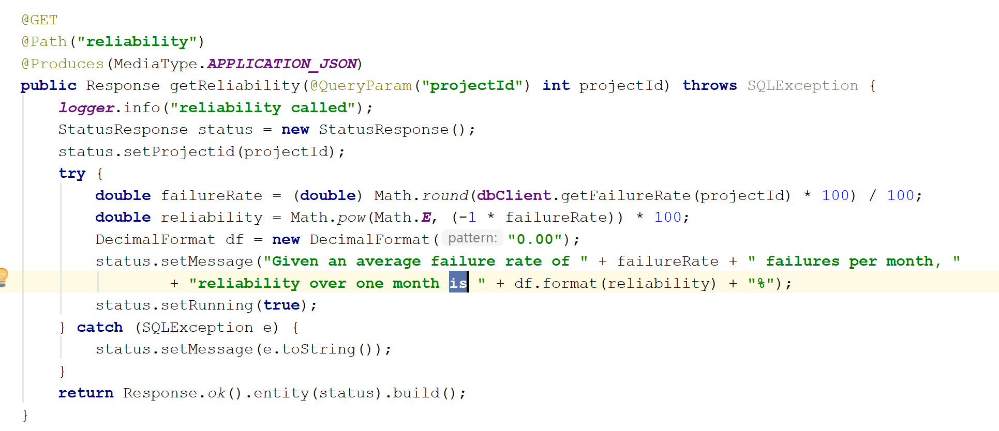 @GET
@Path("reliability")
@Produces(MediaType.APPLICATION_JSON)
public Response getReliability(@QueryParam("projectId") int projectId) throws SQLException {
logger.info("reliability called");
StatusResponse status = new StatusResponse();
status.setProjectid(projectId);
try {
double failureRate = (double) Math.round(dbClient.getFailureRate(projectId) * 100) / 100;
double reliability = Math.pow(Math.E, (-1 * failureRate)) * 100;
DecimalFormat df = new DecimalFormat( pattern: "0.00");
status.setMessage("Given an average failure rate of " + failureRate + " failures per month, "
+ "reliability over one month is " + df.format(reliability) + "%");
status.setRunning(true);
} catch (SQLException e) {
status.setMessage(e.toString());
}
return Response.ok().entity(status).build();
}